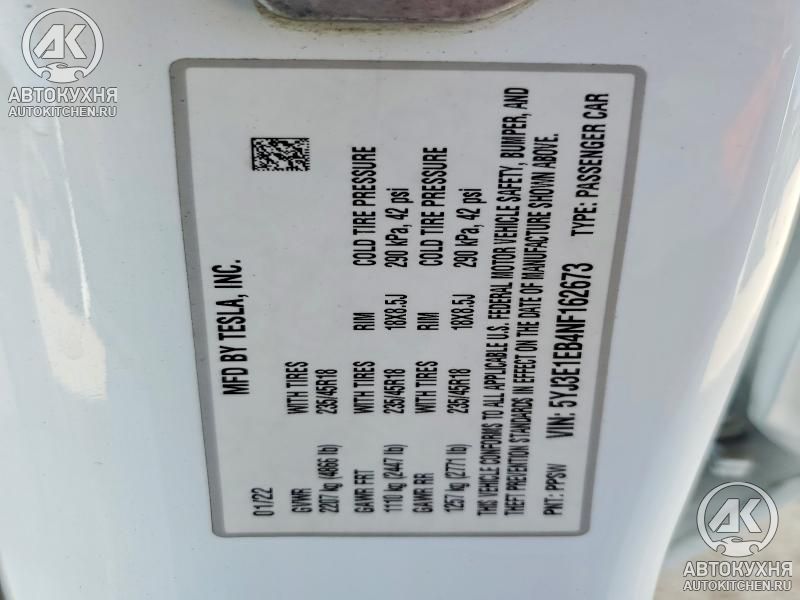 AK
АВТОКУХНЯ
AUTOKITCHEN.RU
MFD BY TESLA, INC.
01/22
GVWR WITH TIRES
2207 kg (4866 lb) 235/45R18
GAWR FRT WITH TIRES RIM COLD TIRE PRESSURE
1110 kg (2447 lb) 235/45R18 18X8.5J 290 kPa, 42 psi
GAWR RR WITH TIRES RIM COLD TIRE PRESSURE
1257 kg (2771 lb) 235/45R18 18X8.5J 290 kPa, 42 psi
THIS VEHICLE CONFORMS TO ALL APPLICABLE U.S. FEDERAL MOTOR VEHICLE SAFETY, BUMPER, AND
THEFT PREVENTION STANDARDS IN EFFECT ON THE DATE OF MANUFACTURE SHOWN ABOVE.
PNT: PPSW VIN: 5YJ3E1EB4NF162673 TYPE: PASSENGER CAR
AK
АВТОКУХНЯ
AUTOKITCHEN.RU